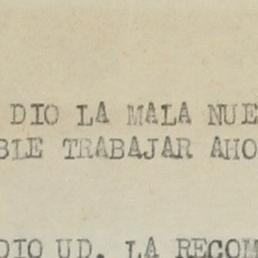 DIO LA MALA NUE
BLE TRABAJAR AHO
DIO UD. LA RECOM